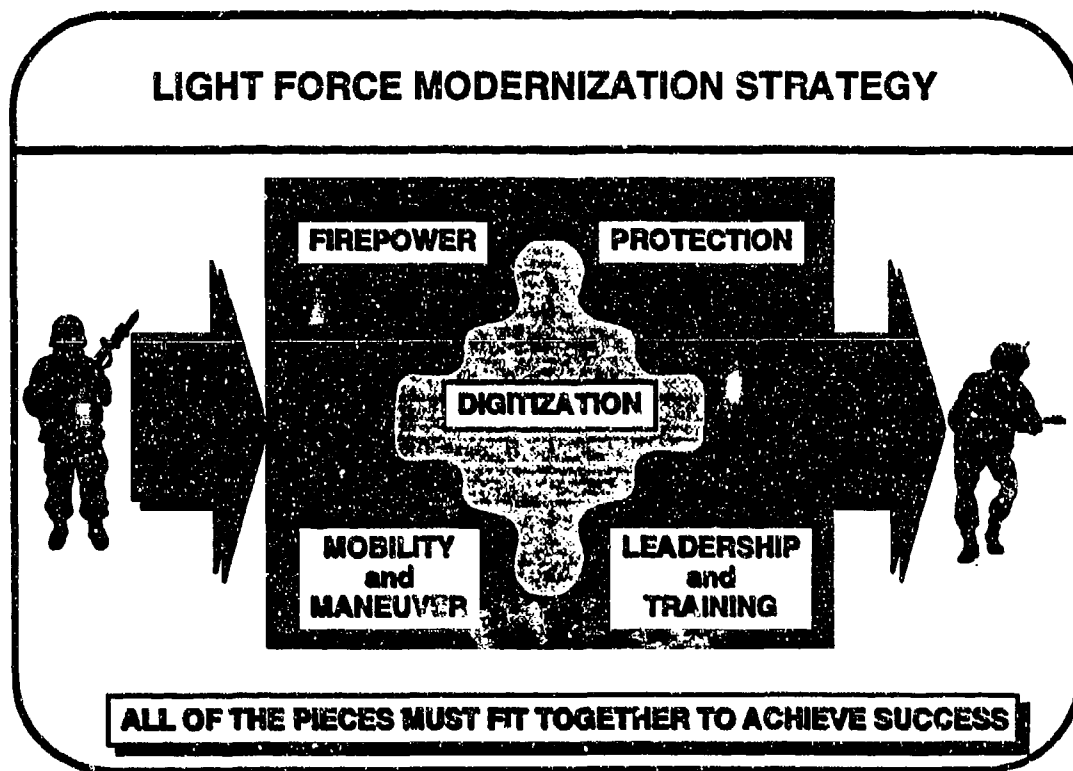 LIGHT FORCE MODERNIZATION STRATEGY
FIREPOWER
PROTECTION
DIGITIZATION
MOBILITY
and
MANEUVER
LEADERSHIP
and
TRAINING
ALL OF THE PIECES MUST FIT TOGETHER TO ACHIEVE SUCCESS